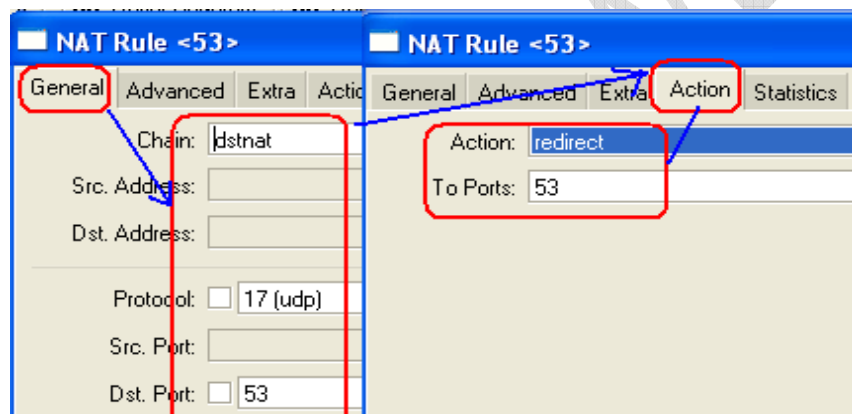 NAT Rule <53>
General Advanced Extra Actio
Chain: dstnat
Src. Address:
Dst. Address:
Protocol: 17 (udp)
Src. Port:
Dst. Port: 53
NAT Rule <53>
General Advanced Extra Action Statistics
Action: redirect
To Ports: 53